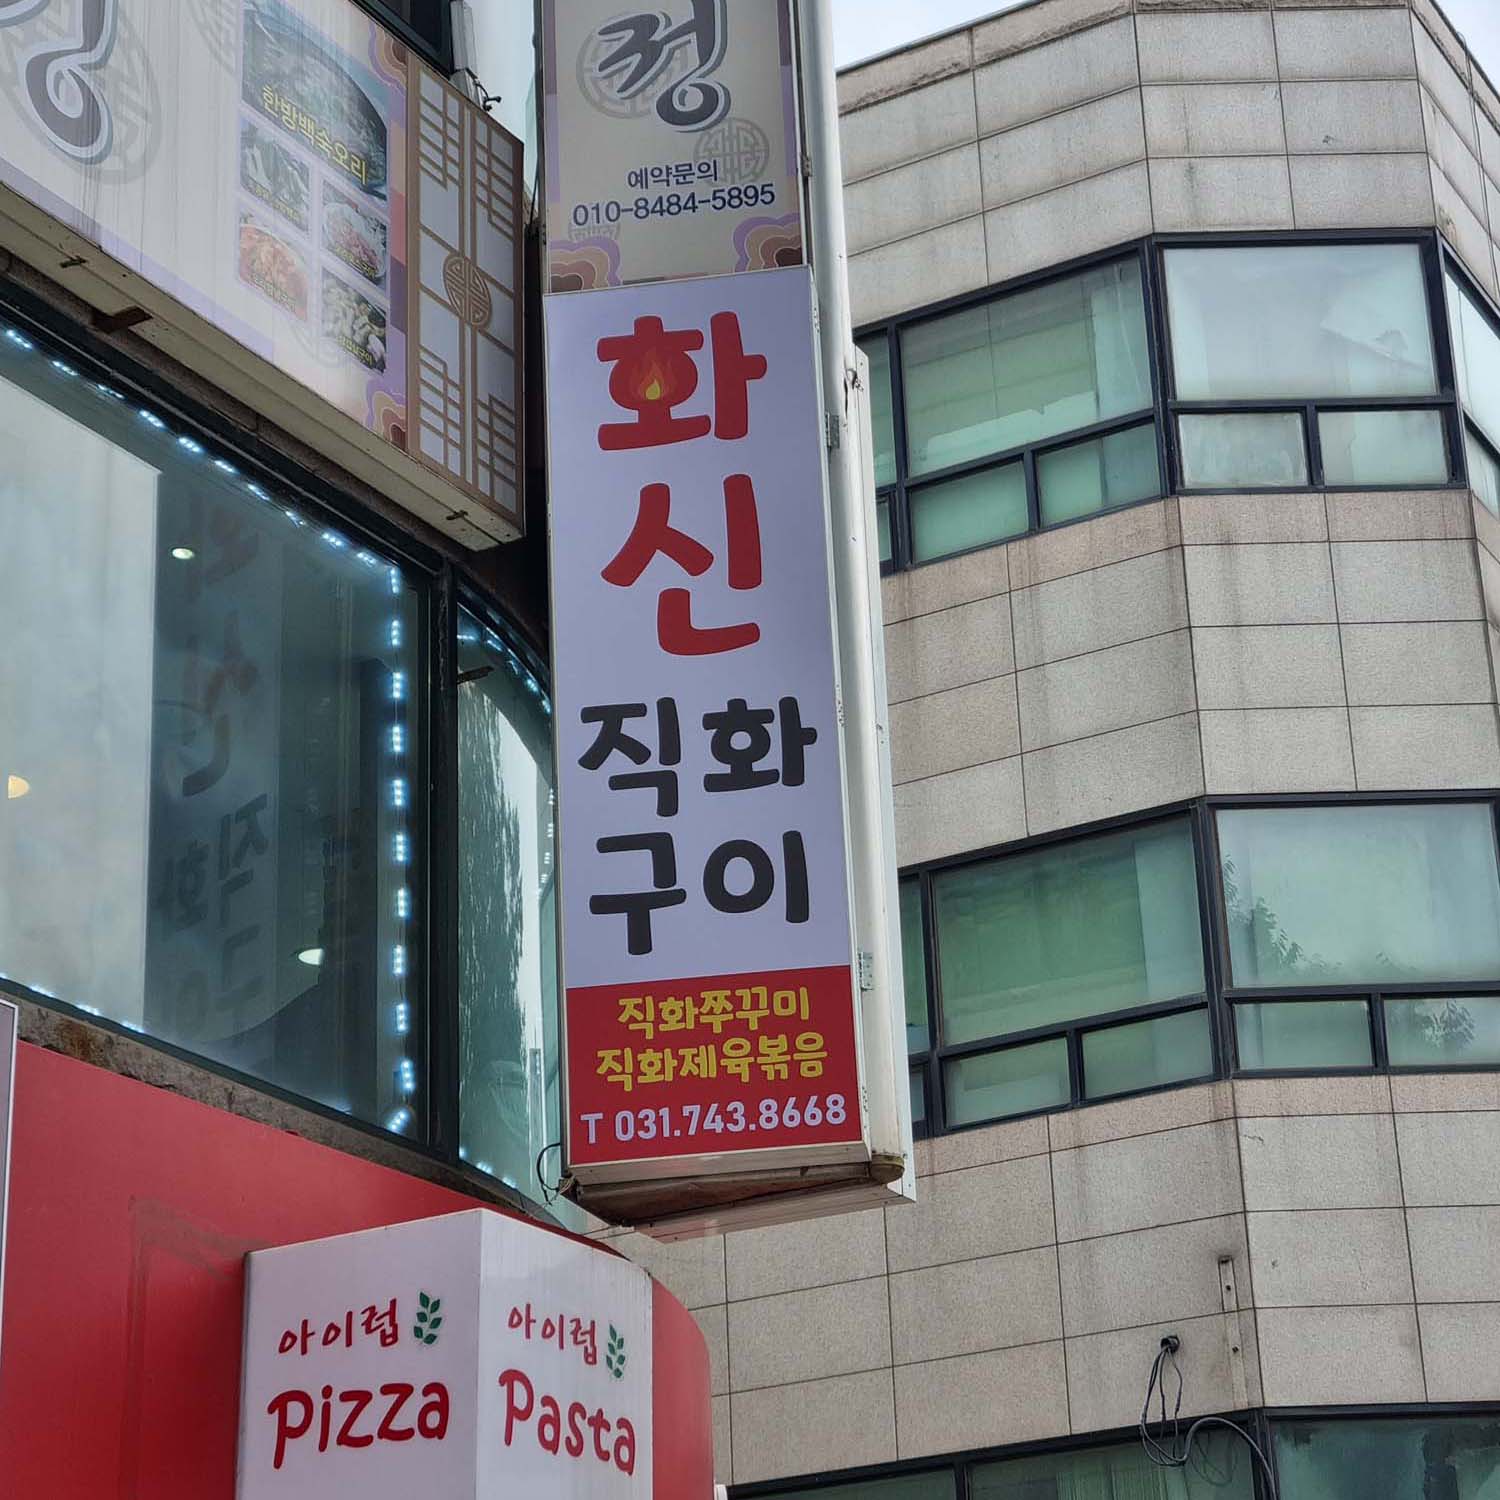 한방백숙오리
정
예약문의
010-8484-5895
화
신
직화
구이
직화쭈꾸미
직화제육볶음
T 031.743.8668
아이럽
Pizza
아이럽
Pasta